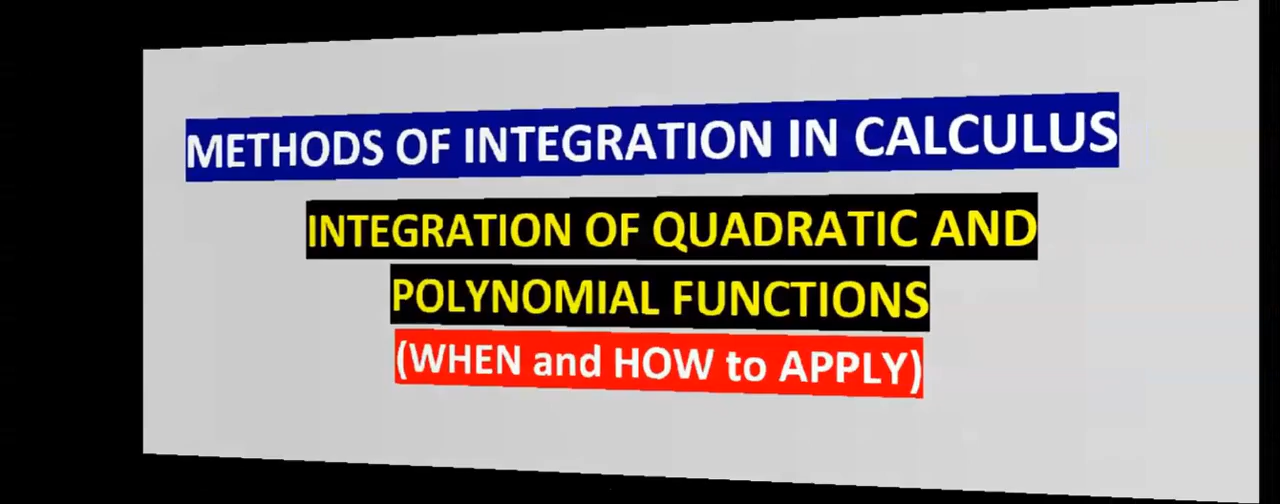 METHODS OF INTEGRATION IN CALCULUS
INTEGRATION OF QUADRATIC AND
POLYNOMIAL FUNCTIONS
(WHEN and HOW to APPLY)